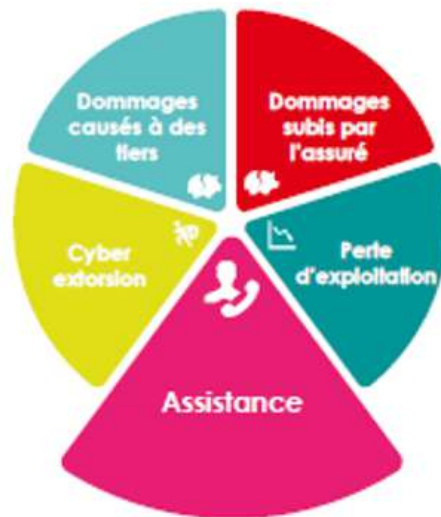 Dommages
causés à des
tiers
Dommages
subis par
l'assuré
Cyber
extorsion
Perte
d'exploitation
Assistance